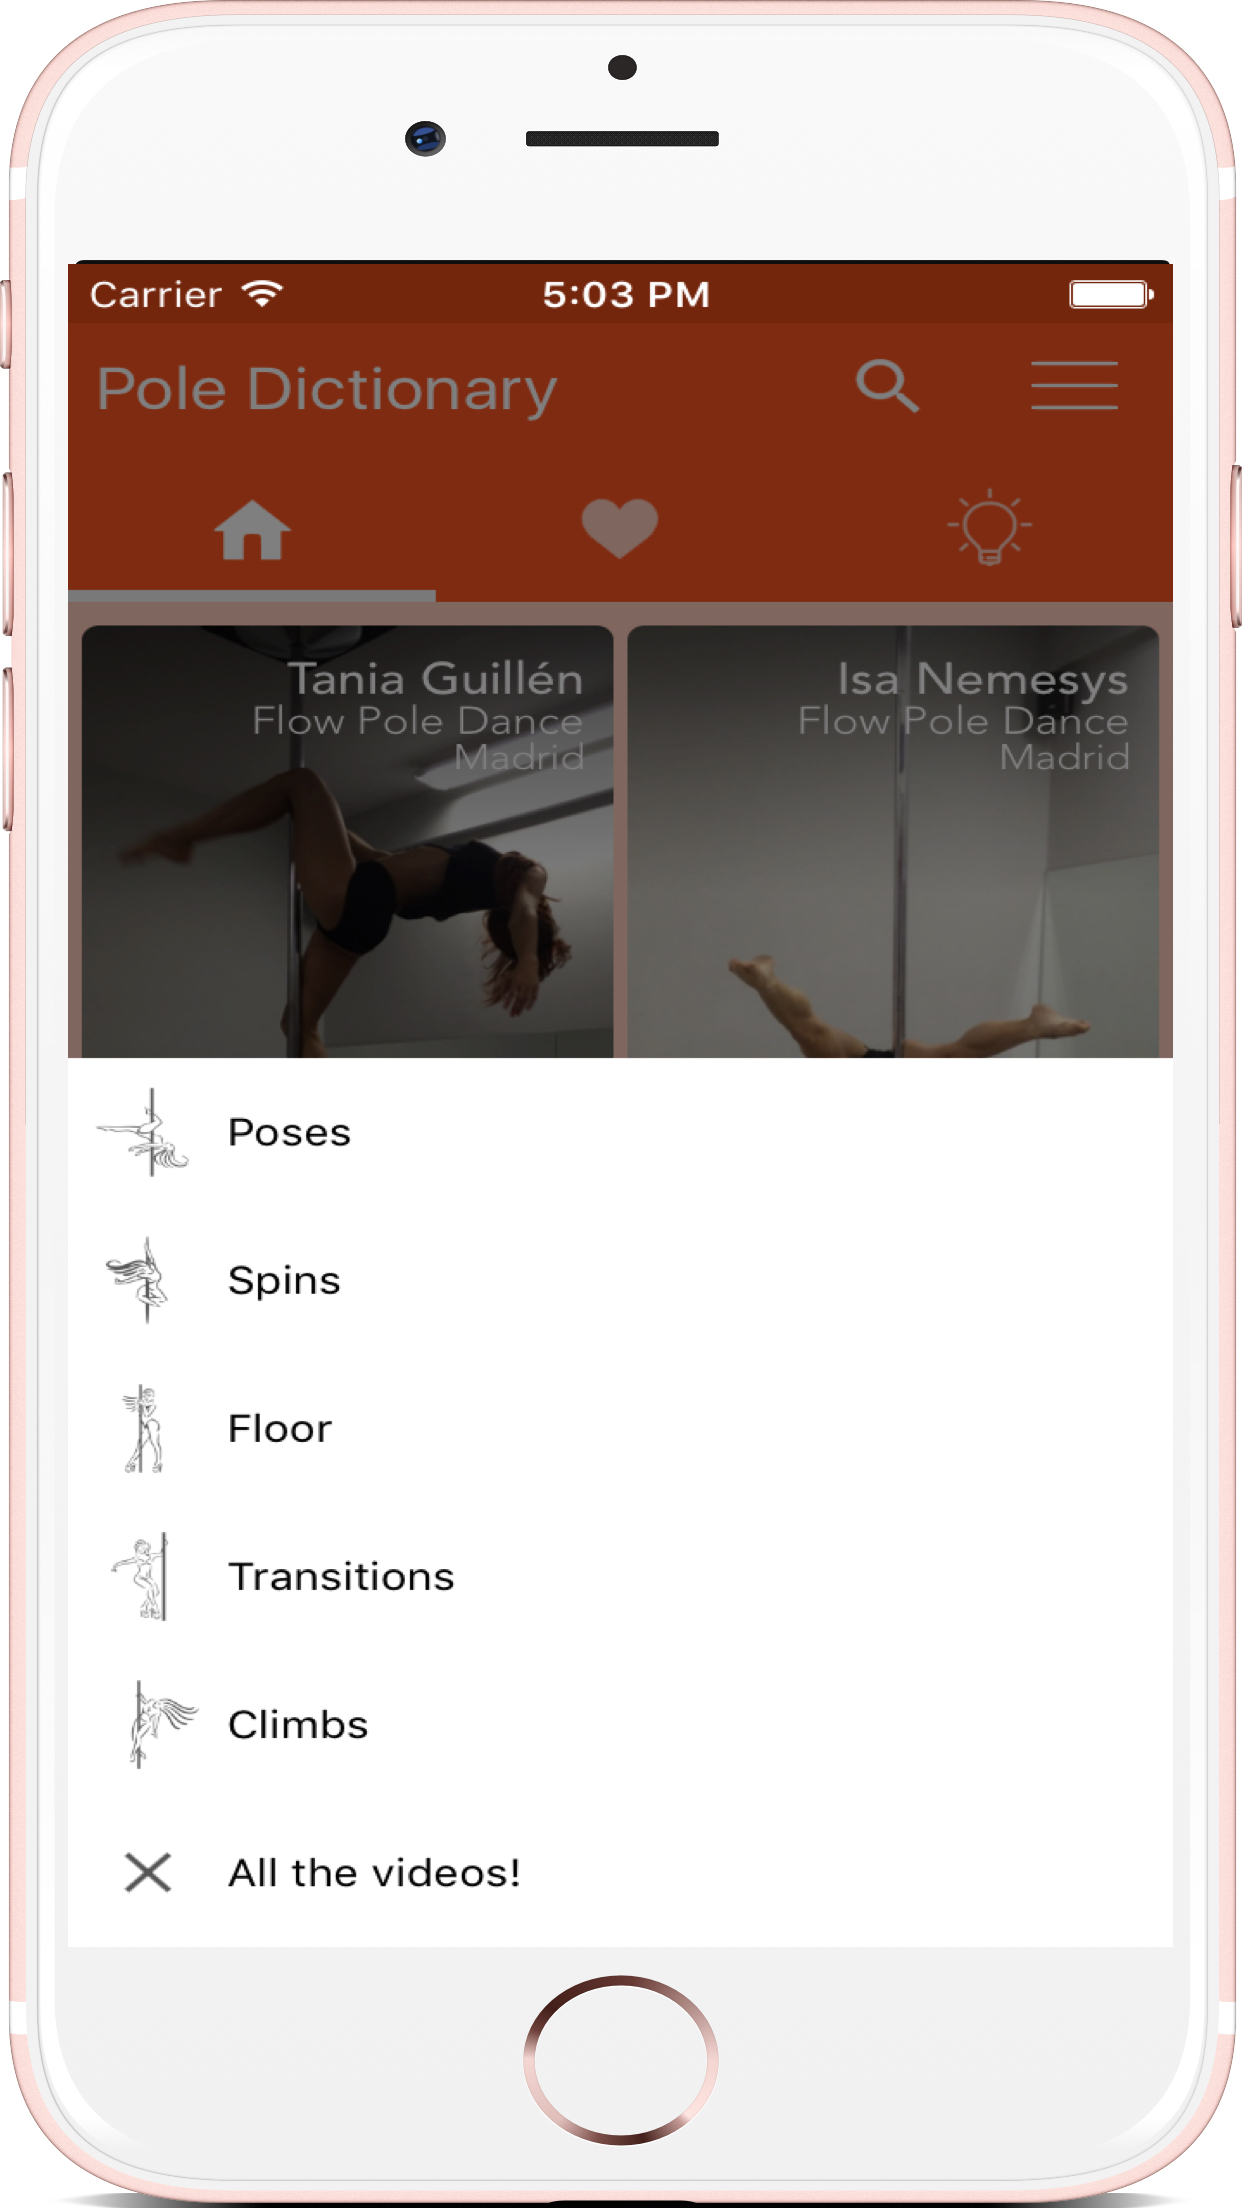 Carrier 5:03 PM
Pole Dictionary
Tania Guillén
Flow Pole Dance
Madrid
Isa Nemesys
Flow Pole Dance
Madrid
Poses
Spins
Floor
Transitions
Climbs
All the videos!